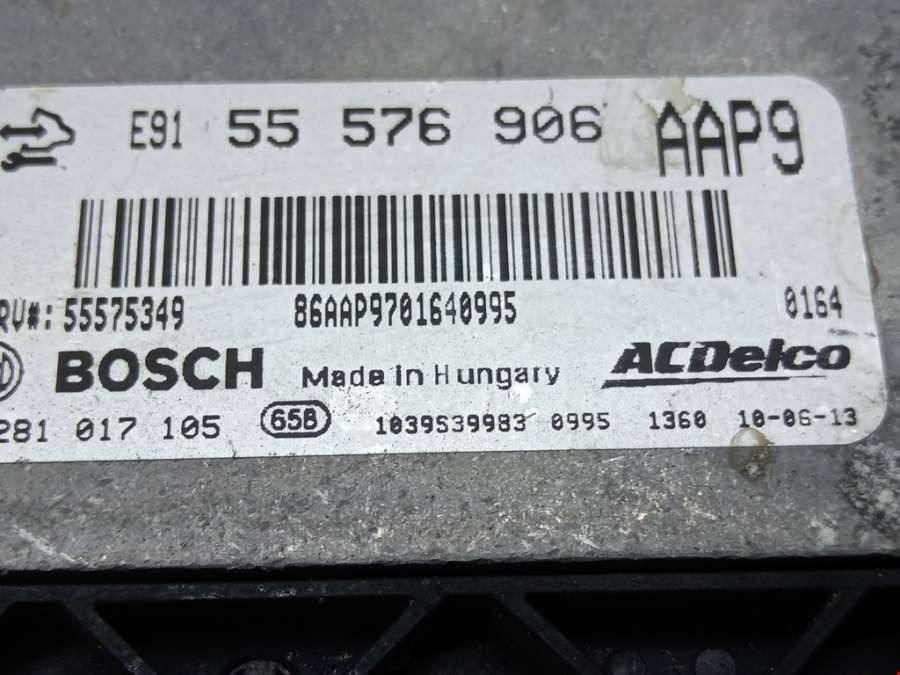 E91 55 576 906 AAP9
RV#: 55575349 86AAP9701640995 0164
BOSCH Made in Hungary ACDelco
281 017 105 658 1039S39983 0995 1360 10-06-13